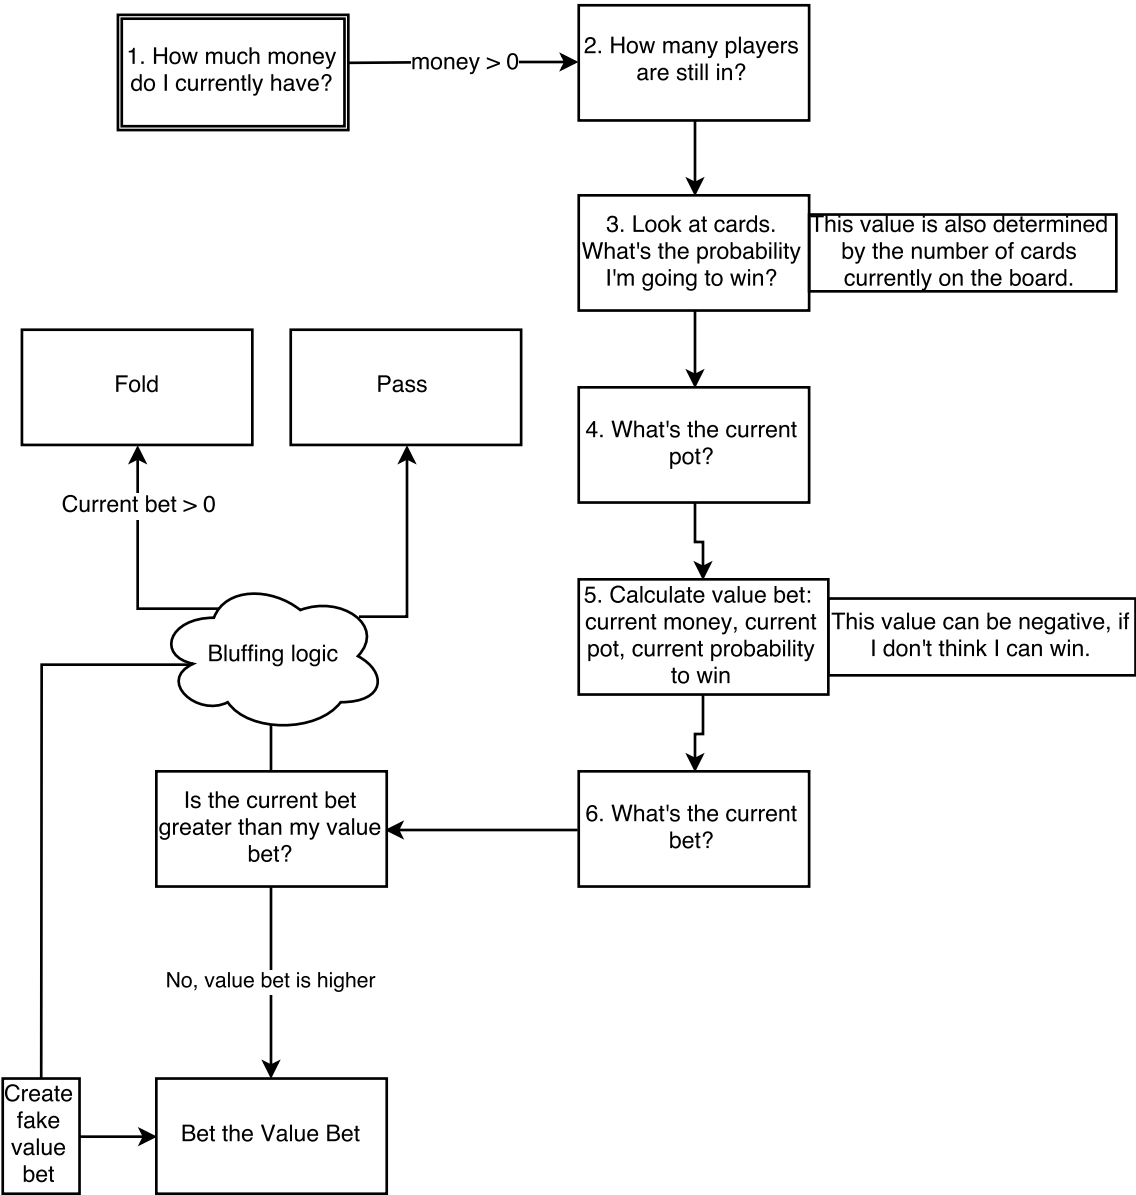 1. How much money
do I currently have?
money > 0
2. How many players
are still in?
3. Look at cards.
What's the probability
I'm going to win?
This value is also determined
by the number of cards
currently on the board.
Fold
Pass
4. What's the current
pot?
Current bet > 0
5. Calculate value bet:
current money, current
pot, current probability
to win
This value can be negative, if
I don't think I can win.
Bluffing logic
Is the current bet
greater than my value
bet?
6. What's the current
bet?
No, value bet is higher
Create
fake
value
bet
Bet the Value Bet